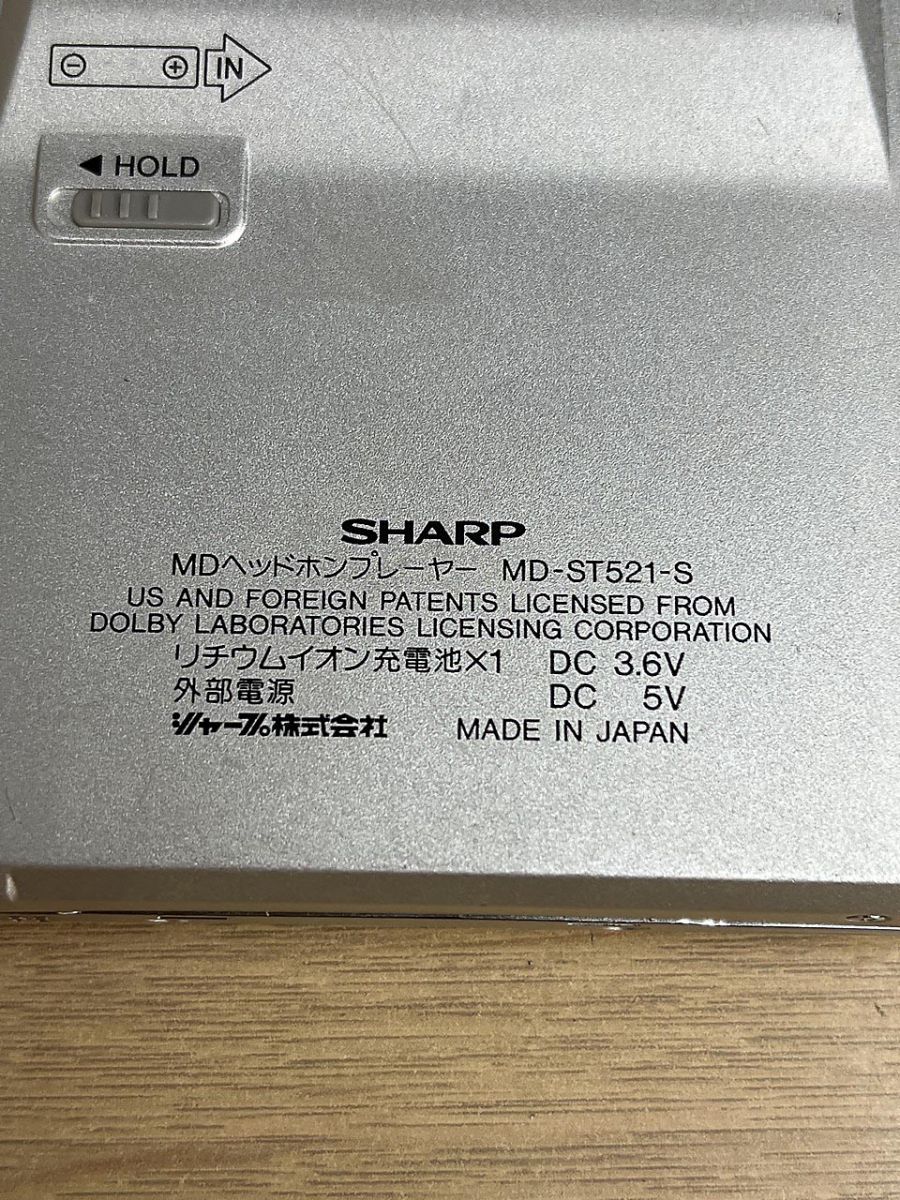 ⊖ ⊕ IN
◀ HOLD
SHARP
MDヘッドホンプレーヤー MD-ST521-S
US AND FOREIGN PATENTS LICENSED FROM
DOLBY LABORATORIES LICENSING CORPORATION
リチウムイオン充電池×1 DC 3.6V
外部電源 DC 5V
シャープ株式会社 MADE IN JAPAN